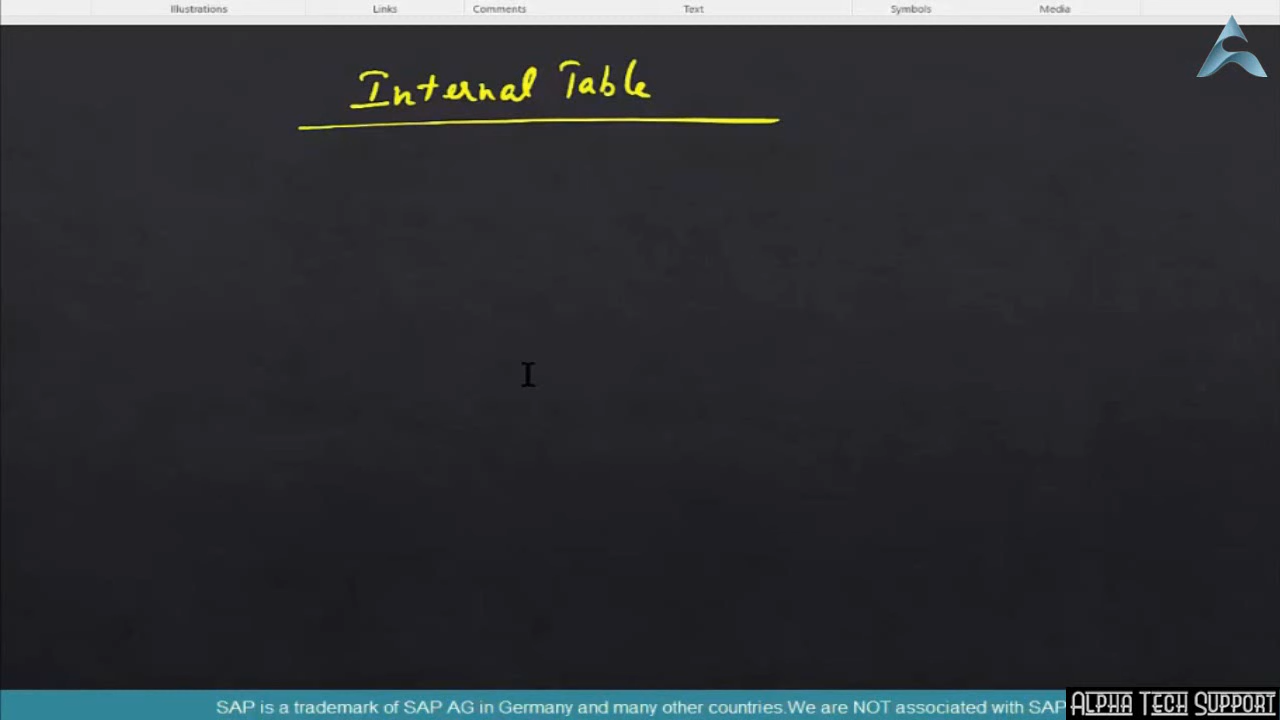 Illustrations Links Comments Text Symbols Media
Internal Table
SAP is a trademark of SAP AG in Germany and many other countries.We are NOT associated with SAP
ALPHA TECH SUPPORT